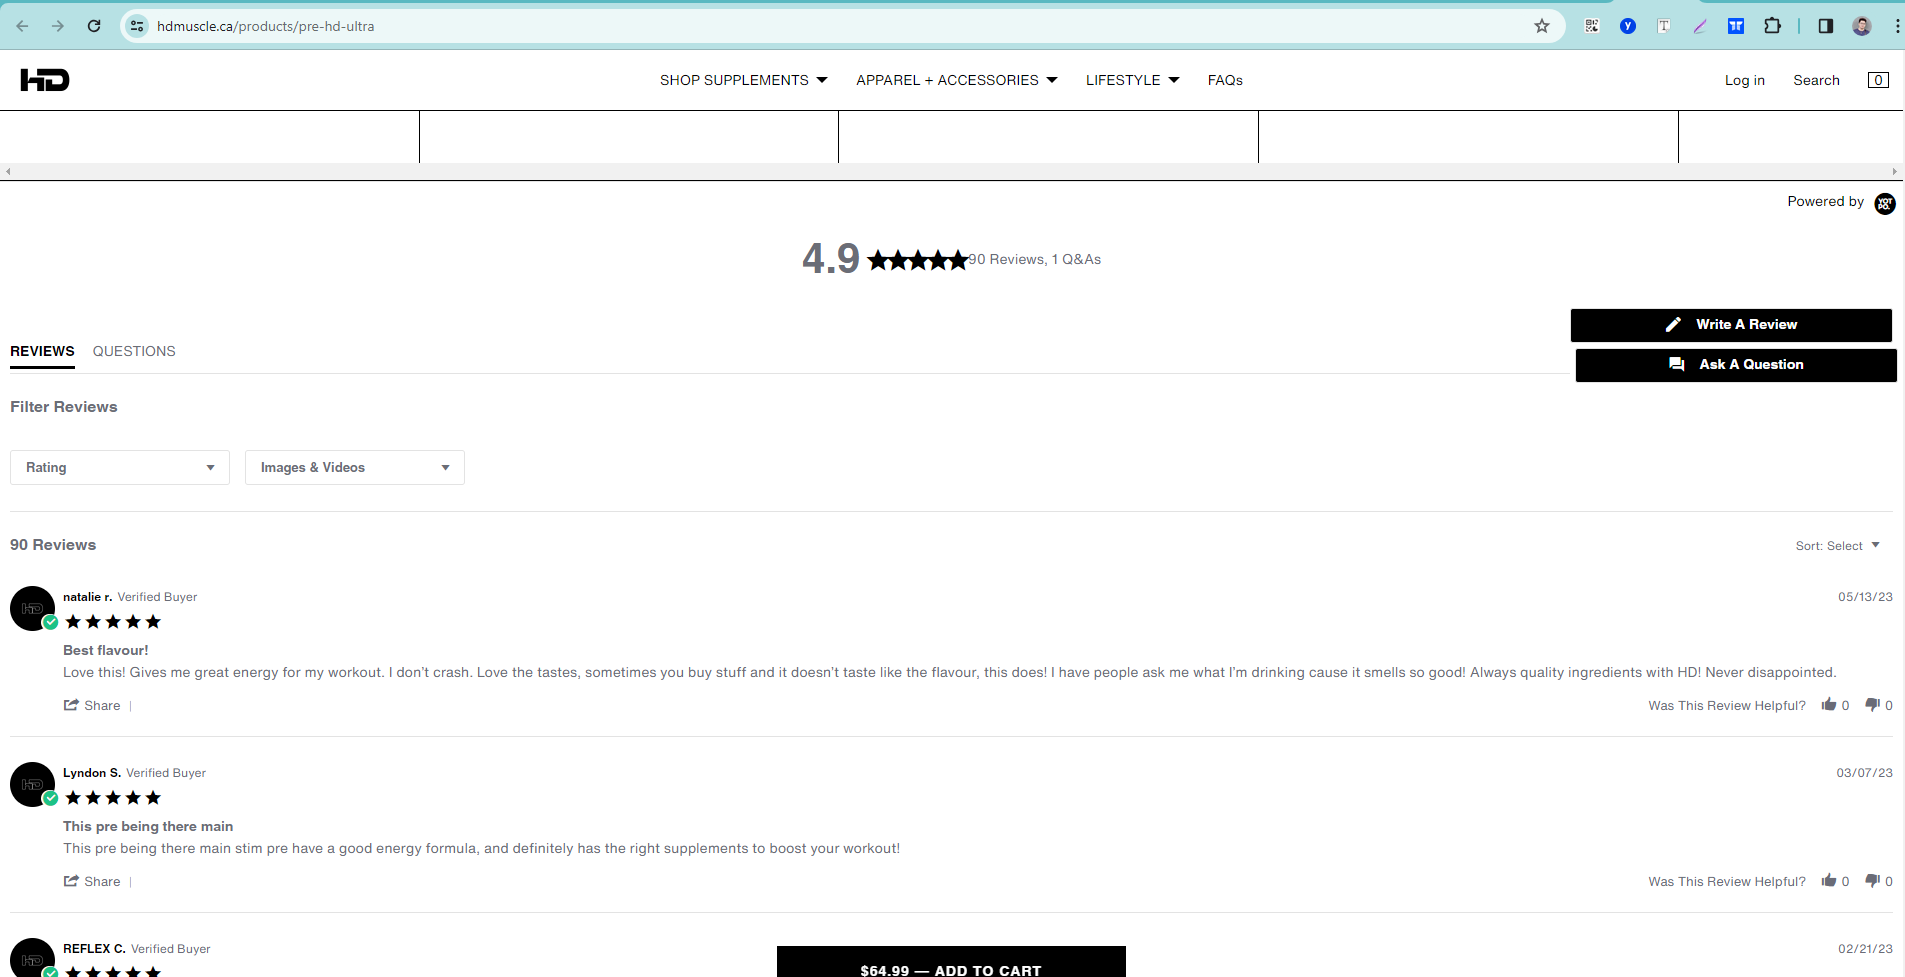 hdmuscle.ca/products/pre-hd-ultra
HD
SHOP SUPPLEMENTS
APPAREL + ACCESSORIES
LIFESTYLE
FAQs
Log in
Search
0
Powered by
YOT
PO.
4.9
90 Reviews, 1 Q&As
Write A Review
REVIEWS
QUESTIONS
Ask A Question
Filter Reviews
Rating
Images & Videos
90 Reviews
Sort: Select
HD
natalie r. Verified Buyer
05/13/23
Best flavour!
Love this! Gives me great energy for my workout. I don’t crash. Love the tastes, sometimes you buy stuff and it doesn’t taste like the flavour, this does! I have people ask me what I’m drinking cause it smells so good! Always quality ingredients with HD! Never disappointed.
Share |
Was This Review Helpful? 0 0
HD
Lyndon S. Verified Buyer
03/07/23
This pre being there main
This pre being there main stim pre have a good energy formula, and definitely has the right supplements to boost your workout!
Share |
Was This Review Helpful? 0 0
HD
REFLEX C. Verified Buyer
02/21/23
$64.99 — ADD TO CART